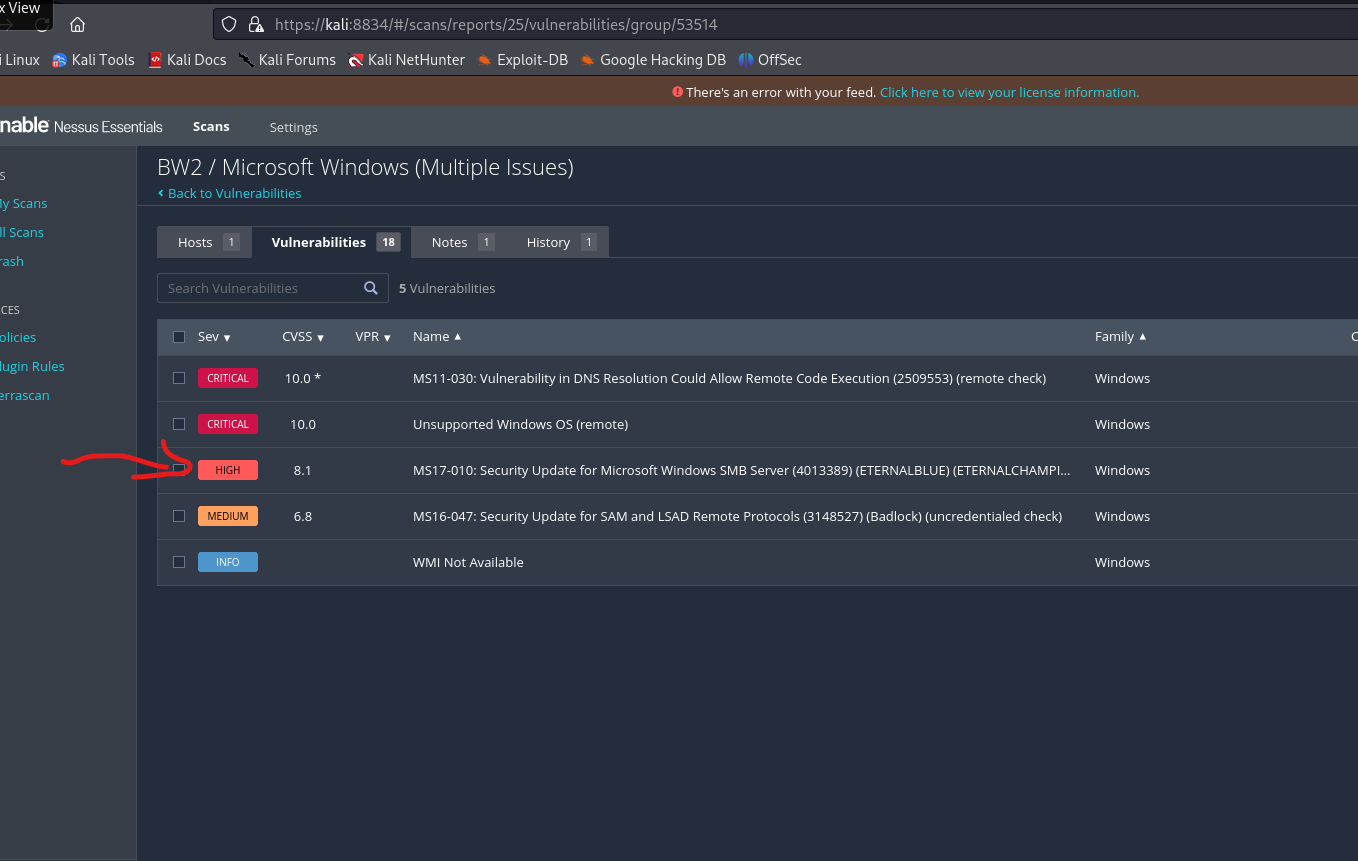 x View
https://kali:8834/#/scans/reports/25/vulnerabilities/group/53514
i Linux Kali Tools Kali Docs Kali Forums Kali NetHunter Exploit-DB Google Hacking DB OffSec
There's an error with your feed. Click here to view your license information.
nable Nessus Essentials Scans Settings
BW2 / Microsoft Windows (Multiple Issues)
Back to Vulnerabilities
S
My Scans
ll Scans
rash
CES
olicies
lugin Rules
errascan
Hosts 1 Vulnerabilities 18 Notes 1 History 1
Search Vulnerabilities 5 Vulnerabilities
Sev CVSS VPR Name Family C
CRITICAL 10.0 * MS11-030: Vulnerability in DNS Resolution Could Allow Remote Code Execution (2509553) (remote check) Windows
CRITICAL 10.0 Unsupported Windows OS (remote) Windows
HIGH 8.1 MS17-010: Security Update for Microsoft Windows SMB Server (4013389) (ETERNALBLUE) (ETERNALCHAMPI... Windows
MEDIUM 6.8 MS16-047: Security Update for SAM and LSAD Remote Protocols (3148527) (Badlock) (uncredentialed check) Windows
INFO WMI Not Available Windows